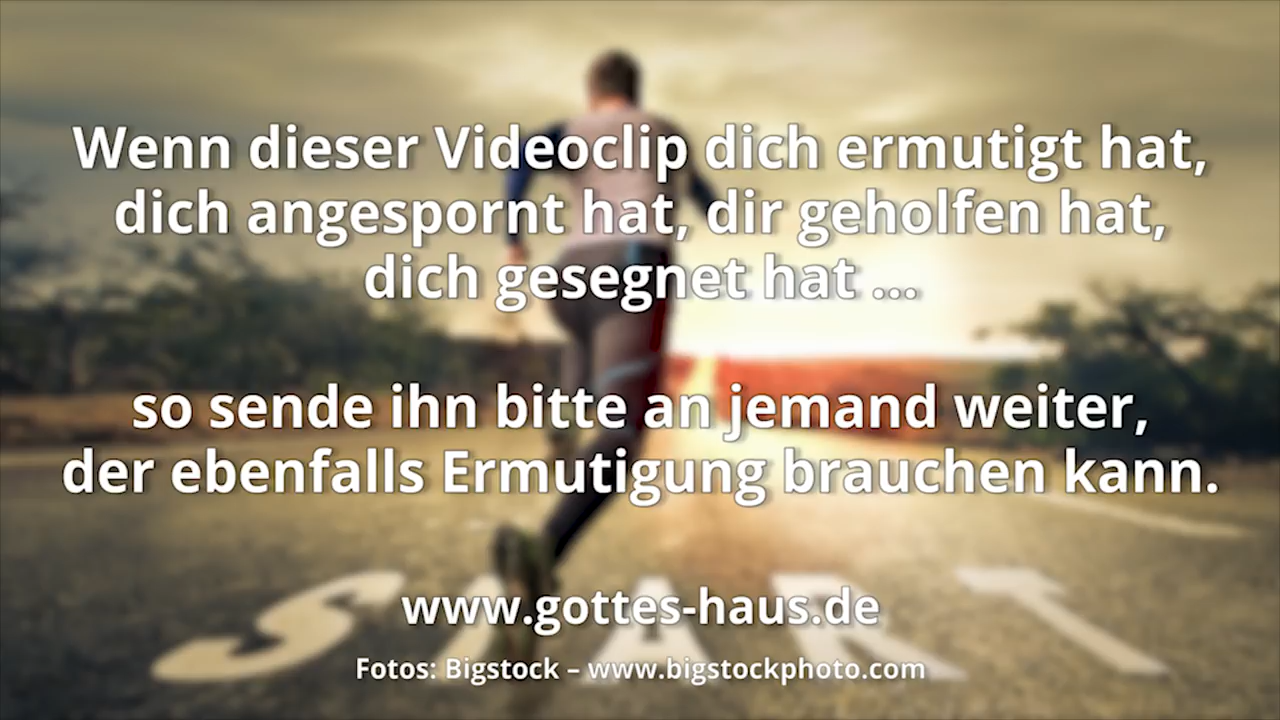 Wenn dieser Videoclip dich ermutigt hat,
dich angespornt hat, dir geholfen hat,
dich gesegnet hat ...
so sende ihn bitte an jemand weiter,
der ebenfalls Ermutigung brauchen kann.
START
www.gottes-haus.de
Fotos: Bigstock – www.bigstockphoto.com